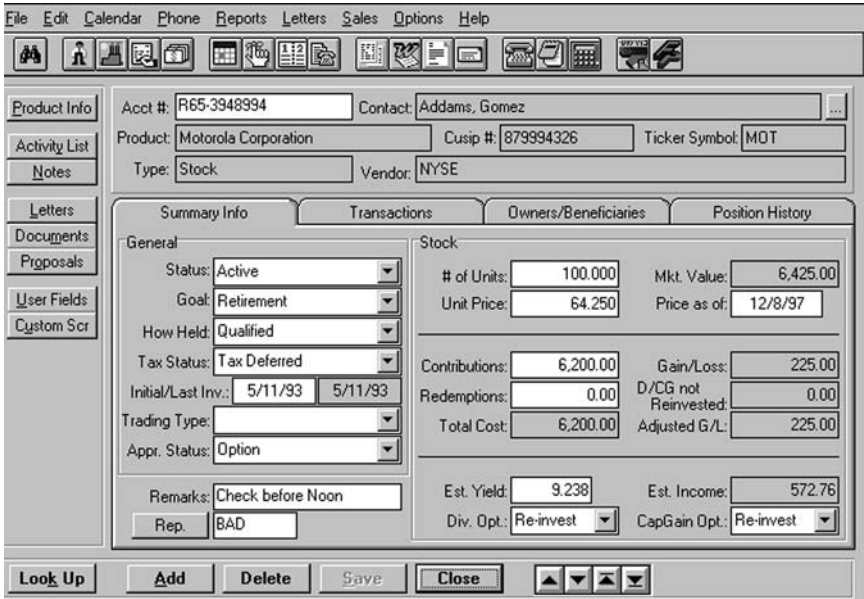 File Edit Calendar Phone Reports Letters Sales Options Help
Product Info
Activity List
Notes
Letters
Documents
Proposals
User Fields
Custom Scr
Acct #: R65-3948994 Contact: Addams, Gomez ...
Product: Motorola Corporation Cusip #: 879994326 Ticker Symbol: MOT
Type: Stock Vendor: NYSE
Summary Info Transactions Owners/Beneficiaries Position History
General
Status: Active
Goal: Retirement
How Held: Qualified
Tax Status: Tax Deferred
Initial/Last Inv.: 5/11/93 5/11/93
Trading Type:
Appr. Status: Option
Remarks: Check before Noon
Rep. BAD
Stock
# of Units: 100.000 Mkt. Value: 6,425.00
Unit Price: 64.250 Price as of: 12/8/97
Contributions: 6,200.00 Gain/Loss: 225.00
Redemptions: 0.00 D/CG not Reinvested: 0.00
Total Cost: 6,200.00 Adjusted G/L: 225.00
Est. Yield: 9.238 Est. Income: 572.76
Div. Opt.: Re-invest CapGain Opt.: Re-invest
Look Up Add Delete Save Close